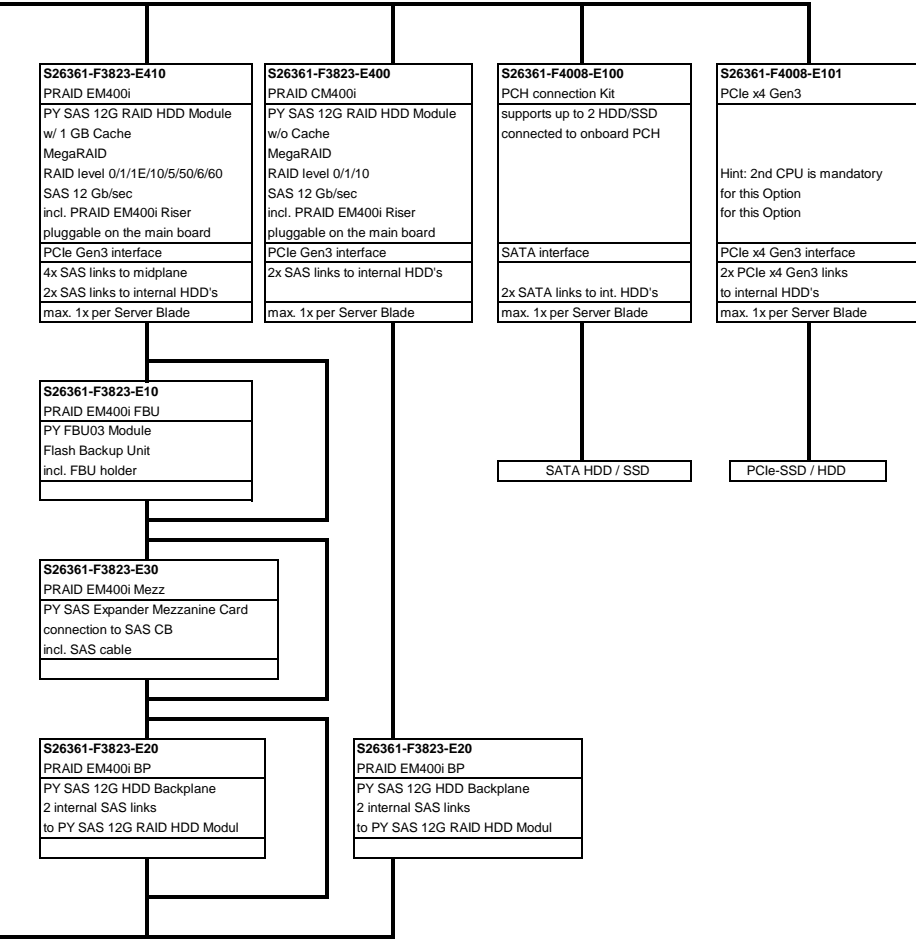 S26361-F3823-E410
PRAID EM400i
PY SAS 12G RAID HDD Module
w/ 1 GB Cache
MegaRAID
RAID level 0/1/1E/10/5/50/6/60
SAS 12 Gb/sec
incl. PRAID EM400i Riser
pluggable on the main board
PCIe Gen3 interface
4x SAS links to midplane
2x SAS links to internal HDD's
max. 1x per Server Blade
S26361-F3823-E400
PRAID CM400i
PY SAS 12G RAID HDD Module
w/o Cache
MegaRAID
RAID level 0/1/10
SAS 12 Gb/sec
incl. PRAID EM400i Riser
pluggable on the main board
PCIe Gen3 interface
2x SAS links to internal HDD's
max. 1x per Server Blade
S26361-F4008-E100
PCH connection Kit
supports up to 2 HDD/SSD
connected to onboard PCH
SATA interface
2x SATA links to int. HDD's
max. 1x per Server Blade
S26361-F4008-E101
PCIe x4 Gen3
Hint: 2nd CPU is mandatory
for this Option
for this Option
PCIe x4 Gen3 interface
2x PCIe x4 Gen3 links
to internal HDD's
max. 1x per Server Blade
S26361-F3823-E10
PRAID EM400i FBU
PY FBU03 Module
Flash Backup Unit
incl. FBU holder
SATA HDD / SSD
PCIe-SSD / HDD
S26361-F3823-E30
PRAID EM400i Mezz
PY SAS Expander Mezzanine Card
connection to SAS CB
incl. SAS cable
S26361-F3823-E20
PRAID EM400i BP
PY SAS 12G HDD Backplane
2 internal SAS links
to PY SAS 12G RAID HDD Modul
S26361-F3823-E20
PRAID EM400i BP
PY SAS 12G HDD Backplane
2 internal SAS links
to PY SAS 12G RAID HDD Modul